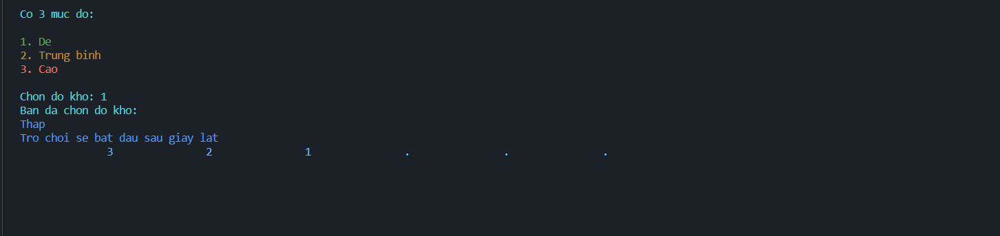 Co 3 muc do:
1. De
2. Trung binh
3. Cao
Chon do kho: 1
Ban da chon do kho:
Thap
Tro choi se bat dau sau giay lat
3 2 1 . . .